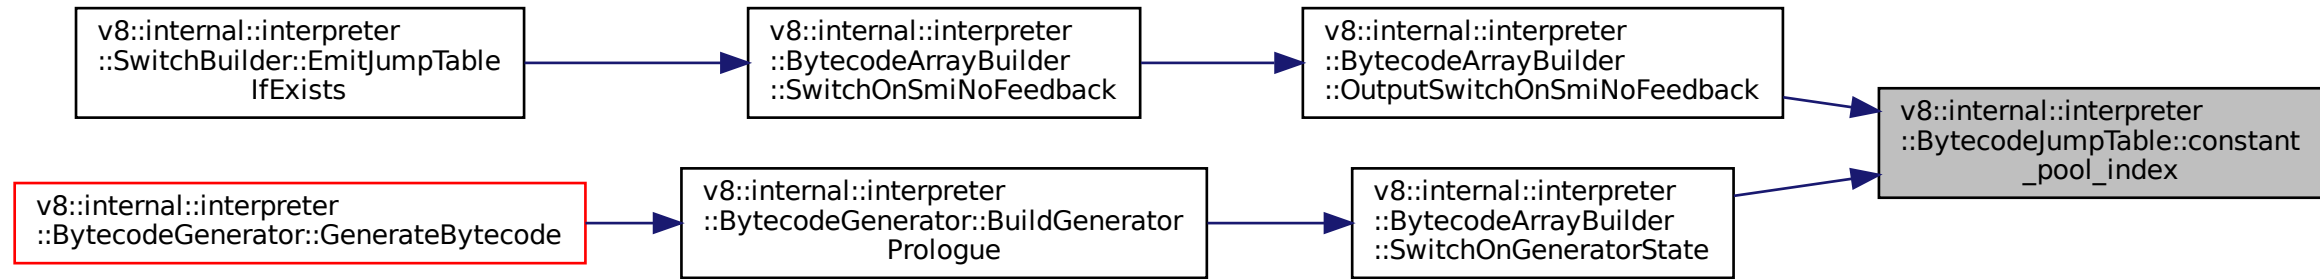 v8::internal::interpreter
::SwitchBuilder::EmitJumpTable
IfExists
v8::internal::interpreter
::BytecodeArrayBuilder
::SwitchOnSmiNoFeedback
v8::internal::interpreter
::BytecodeArrayBuilder
::OutputSwitchOnSmiNoFeedback
v8::internal::interpreter
::BytecodeJumpTable::constant
_pool_index
v8::internal::interpreter
::BytecodeGenerator::GenerateBytecode
v8::internal::interpreter
::BytecodeGenerator::BuildGenerator
Prologue
v8::internal::interpreter
::BytecodeArrayBuilder
::SwitchOnGeneratorState